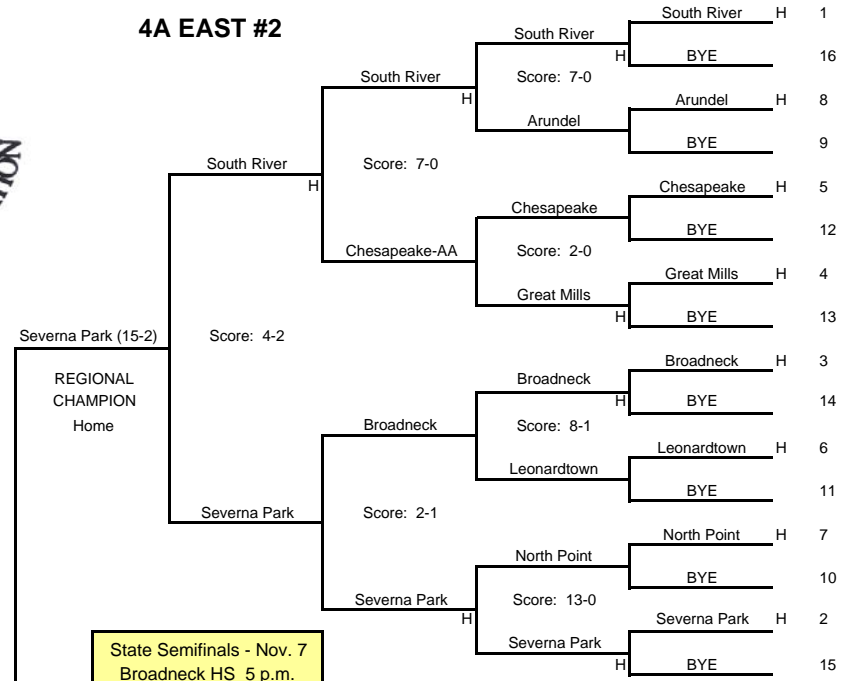 4A EAST #2
South River H 1
South River
H BYE 16
South River Score: 7-0
H Arundel H 8
Arundel
BYE 9
South River Score: 7-0
H Chesapeake H 5
Chesapeake
BYE 12
Chesapeake-AA Score: 2-0
Great Mills H 4
Great Mills
H BYE 13
Severna Park (15-2) Score: 4-2
REGIONAL
CHAMPION
Home
Broadneck H 3
Broadneck
H BYE 14
Broadneck Score: 8-1
Leonardtown H 6
Leonardtown
BYE 11
Severna Park Score: 2-1
North Point H 7
North Point
BYE 10
Severna Park Score: 13-0
H Severna Park H 2
Severna Park
H BYE 15
State Semifinals - Nov. 7
Broadneck HS 5 p.m.